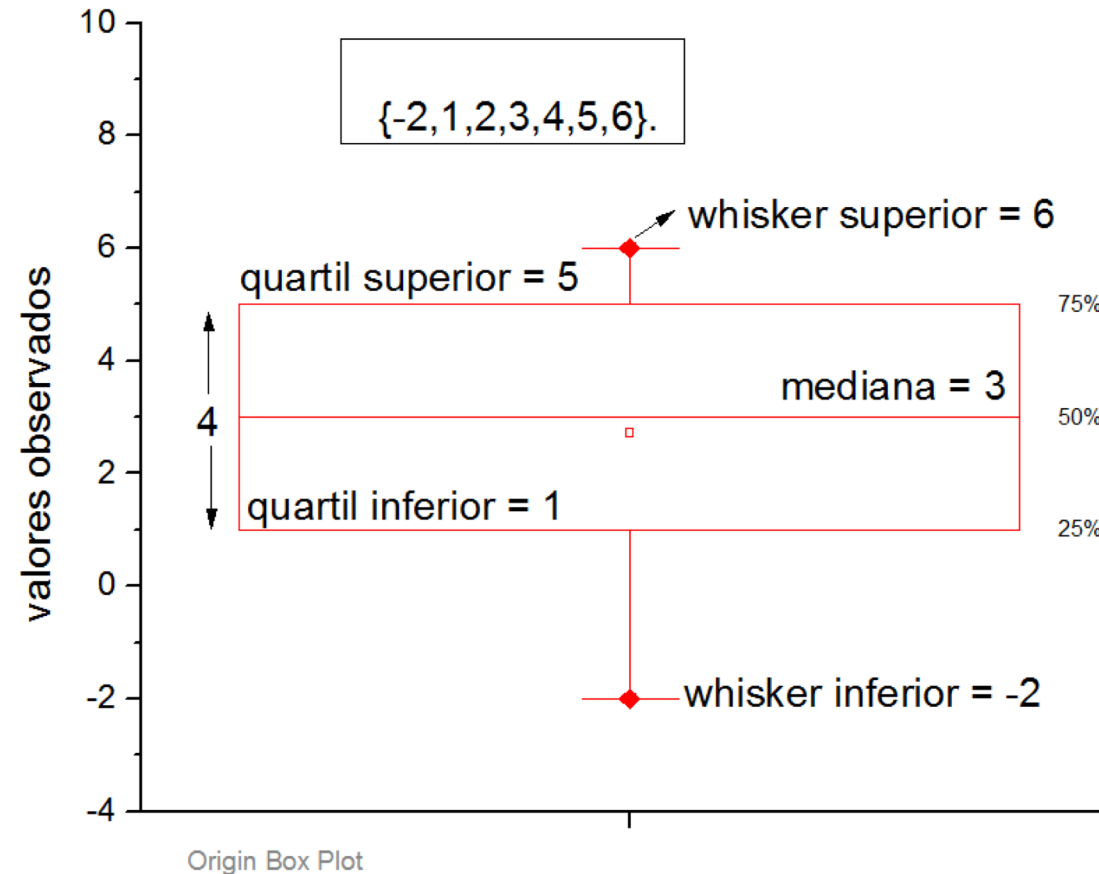 10
{-2,1,2,3,4,5,6}.
8
whisker superior = 6
6
quartil superior = 5
75%
4
mediana = 3
valores observados
4
50%
2
quartil inferior = 1
25%
0
whisker inferior = -2
-2
-4
Origin Box Plot